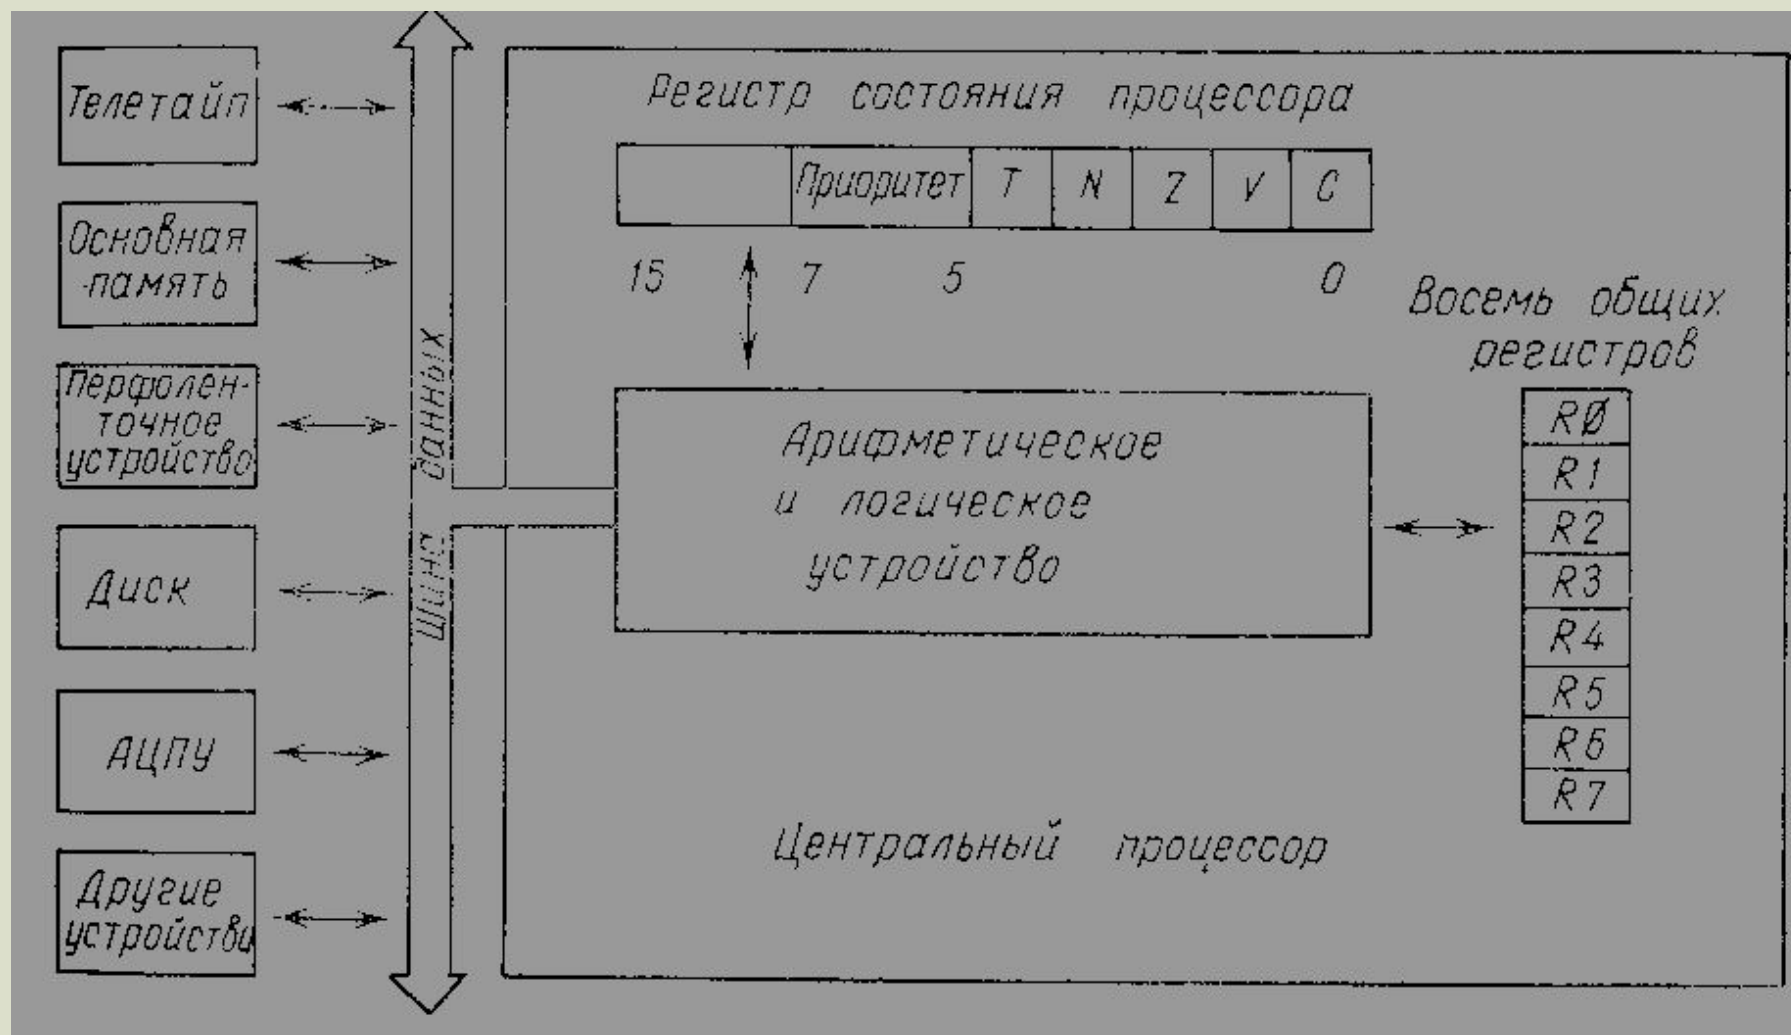 Телетайп
Основная
память
Перфолен-
точное
устройство
Диск
АЦПУ
Другие
устройства
Шина данных
Регистр состояния процессора
Приоритет T N Z V C
15 7 5 0
Арифметическое
и логическое
устройство
Восемь общих
регистров
RØ
R1
R2
R3
R4
R5
R6
R7
Центральный процессор